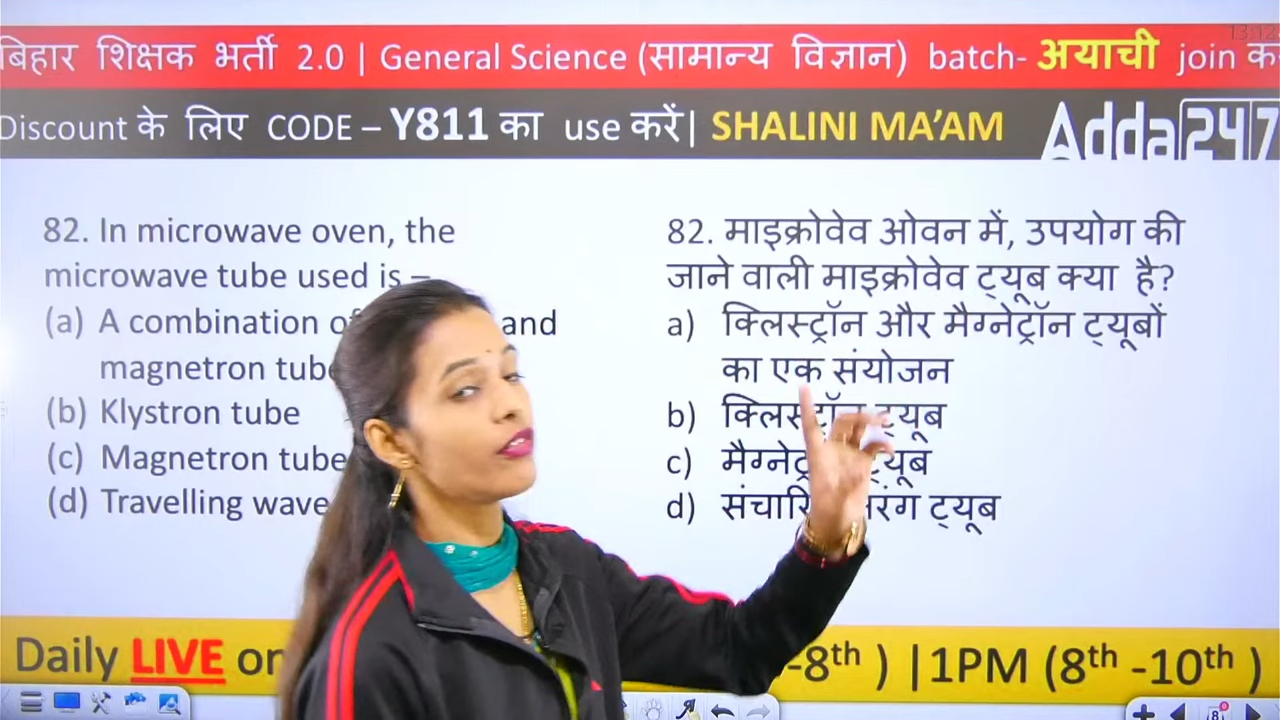 बिहार शिक्षक भर्ती 2.0 | General Science (सामान्य विज्ञान) batch- अयाची join
Discount के लिए CODE – Y811 का use करें| SHALINI MA’AM
Adda247
82. In microwave oven, the
microwave tube used is –
(a) A combination and
magnetron
(b) Klystron tube
(c) Magnetron tube
(d) Travelling wave
82. माइक्रोवेव ओवन में, उपयोग की
जाने वाली माइक्रोवेव ट्यूब क्या है?
a) क्लिस्ट्रॉन और मैग्नेट्रॉन ट्यूबों
का एक संयोजन
b) क्लिस्ट्रॉन ट्यूब
c) ट्यूब
d) ट्यूब
Daily LIVE on
-8th ) |1PM (8th -10th )